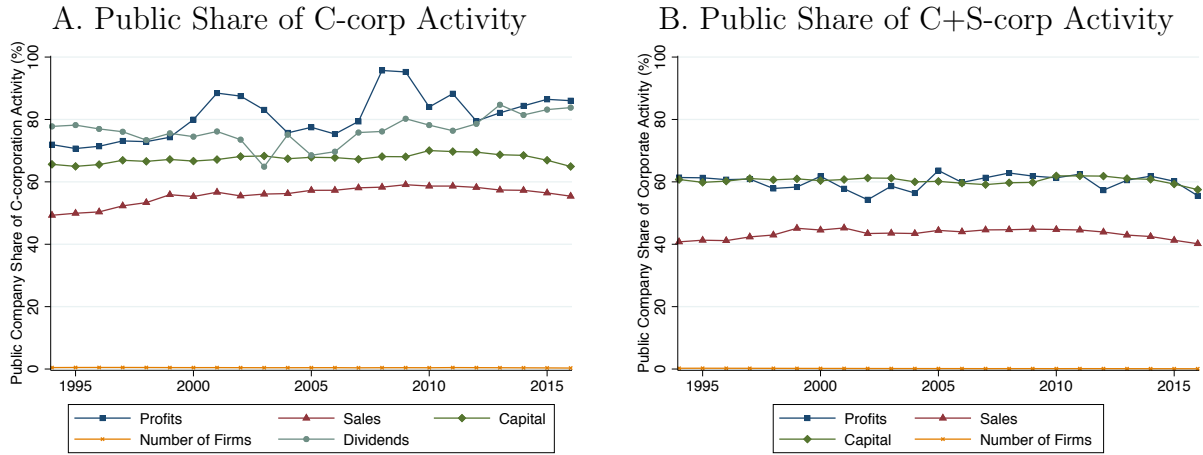 A. Public Share of C-corp Activity
Public Company Share of C-corporation Activity (%)
100
80
60
40
20
0
1995 2000 2005 2010 2015
Profits Sales Capital
Number of Firms Dividends
B. Public Share of C+S-corp Activity
Public Company Share of Corporate Activity (%)
100
80
60
40
20
0
1995 2000 2005 2010 2015
Profits Sales
Capital Number of Firms